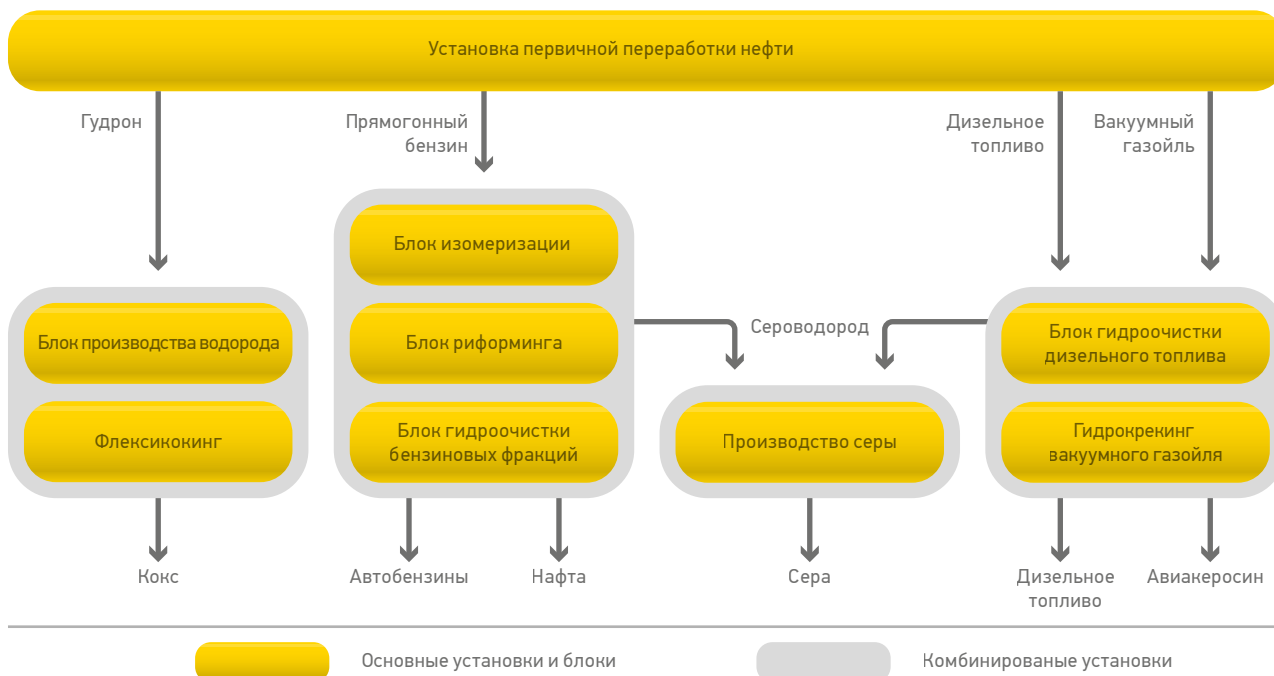 Установка первичной переработки нефти
Гудрон
Прямогонный
бензин
Дизельное
топливо
Вакуумный
газойль
Блок изомеризации
Блок производства водорода
Блок риформинга
Сероводород
Блок гидроочистки
дизельного топлива
Флексикокинг
Блок гидроочистки
бензиновых фракций
Производство серы
Гидрокрекинг
вакуумного газойля
Кокс
Автобензины
Нафта
Сера
Дизельное
топливо
Авиакеросин
Основные установки и блоки
Комбинированые установки